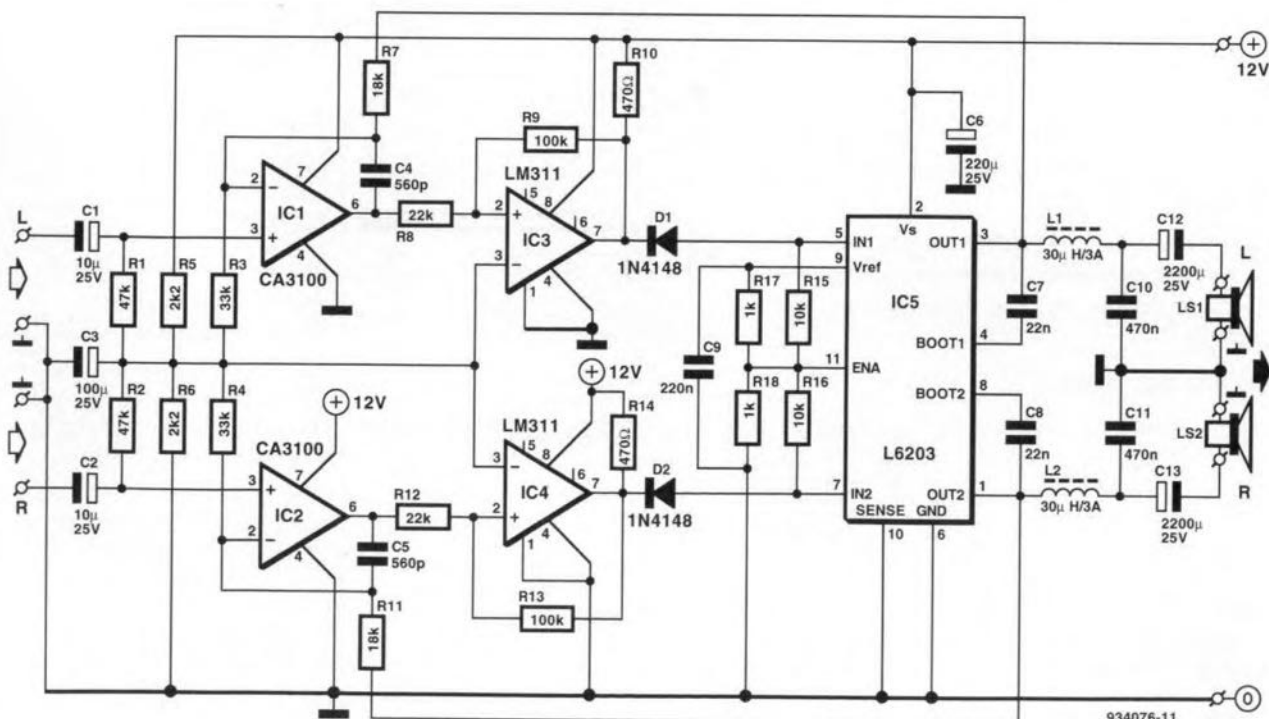 R7
18k
R10
470Ω
12V
R9
100k
C6
220μ
25V
C4
560p
LM311
5
8
7
2
–
IC1
6
3
+
4
CA3100
22k
R8
2
+
IC3
6
7
3
–
4
1
D1
1N4148
2
Vs
5
IN1
9
Vref
OUT1
3
L1
30μ H/3A
C12
2200μ
25V
L
LS1
L
C1
10μ
25V
R1
47k
R5
2k2
R3
33k
R17
1k
R15
10k
IC5
C7
22n
C10
470n
BOOT1
4
C9
220n
11
ENA
C3
100μ
25V
R2
47k
R6
2k2
R4
33k
12V
CA3100
LM311
12V
R14
470Ω
R18
1k
R16
10k
BOOT2
8
C8
22n
C11
470n
LS2
R
C2
10μ
25V
R
3
+
7
IC2
6
2
–
4
R12
22k
3
–
5
8
IC4
6
7
2
+
1
4
D2
1N4148
L6203
7
IN2
OUT2
1
SENSE
GND
10
6
L2
30μ H/3A
C13
2200μ
25V
C5
560p
R11
18k
R13
100k
0
934076-11